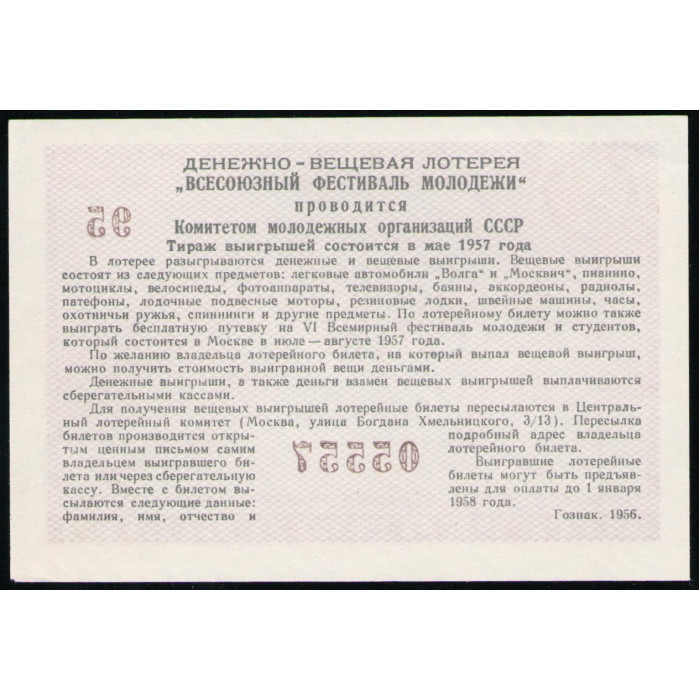 ДЕНЕЖНО - ВЕЩЕВАЯ ЛОТЕРЕЯ
„ВСЕСОЮЗНЫЙ ФЕСТИВАЛЬ МОЛОДЕЖИ“
проводится
Комитетом молодежных организаций СССР
Тираж выигрышей состоится в мае 1957 года
В лотерее разыгрываются денежные и вещевые выигрыши. Вещевые выигрыши
состоят из следующих предметов: легковые автомобили „Волга“ и „Москвич“, пианино,
мотоциклы, велосипеды, фотоаппараты, телевизоры, баяны, аккордеоны, радиолы,
патефоны, лодочные подвесные моторы, резиновые лодки, швейные машины, часы,
охотничьи ружья, спиннинги и другие предметы. По лотерейному билету можно также
выиграть бесплатную путевку на VI Всемирный фестиваль молодежи и студентов,
который состоится в Москве в июле — августе 1957 года.
По желанию владельца лотерейного билета, на который выпал вещевой выигрыш,
можно получить стоимость выигранной вещи деньгами.
Денежные выигрыши, а также деньги взамен вещевых выигрышей выплачиваются
сберегательными кассами.
Для получения вещевых выигрышей лотерейные билеты пересылаются в Централь-
ный лотерейный комитет (Москва, улица Богдана Хмельницкого, 3/13). Пересылка
билетов производится откры-
тым ценным письмом самим
владельцем выигравшего би-
лета или через сберегательную
кассу. Вместе с билетом вы-
сылаются следующие данные:
фамилия, имя, отчество и
подробный адрес владельца
лотерейного билета.
Выигравшие лотерейные
билеты могут быть предъяв-
лены для оплаты до 1 января
1958 года.
Гознак. 1956.